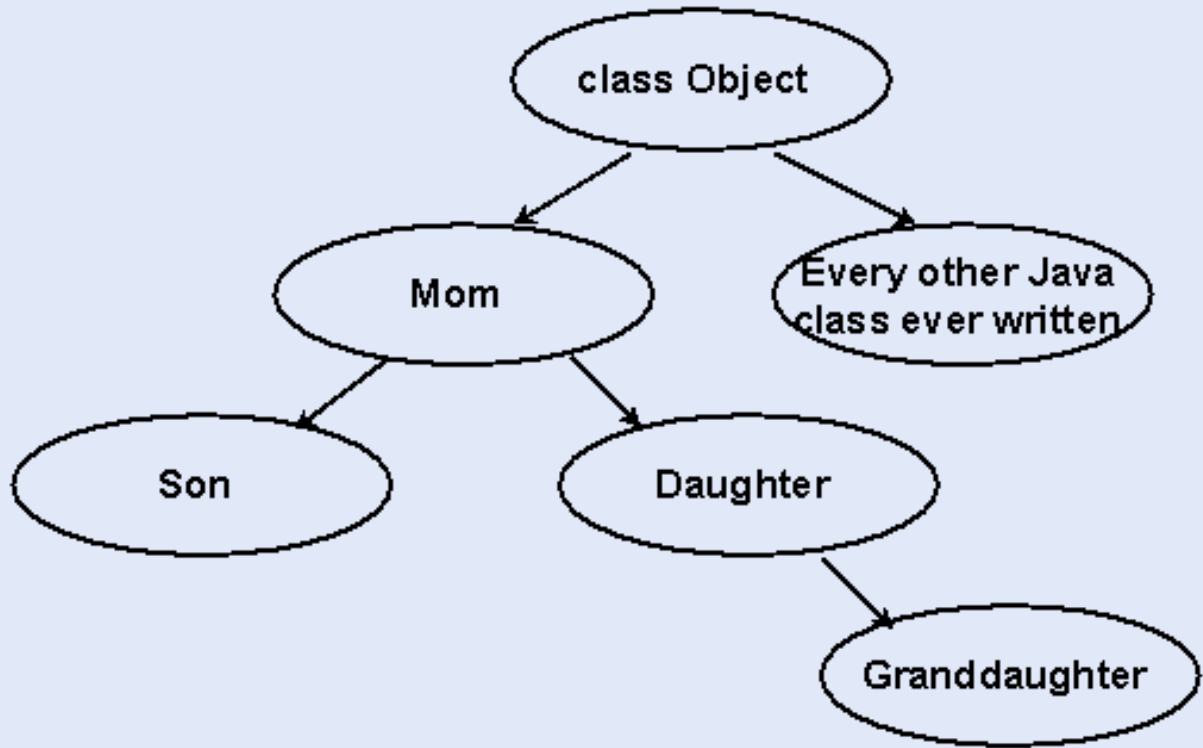 class Object
Mom
Every other Java
class ever written
Son
Daughter
Granddaughter